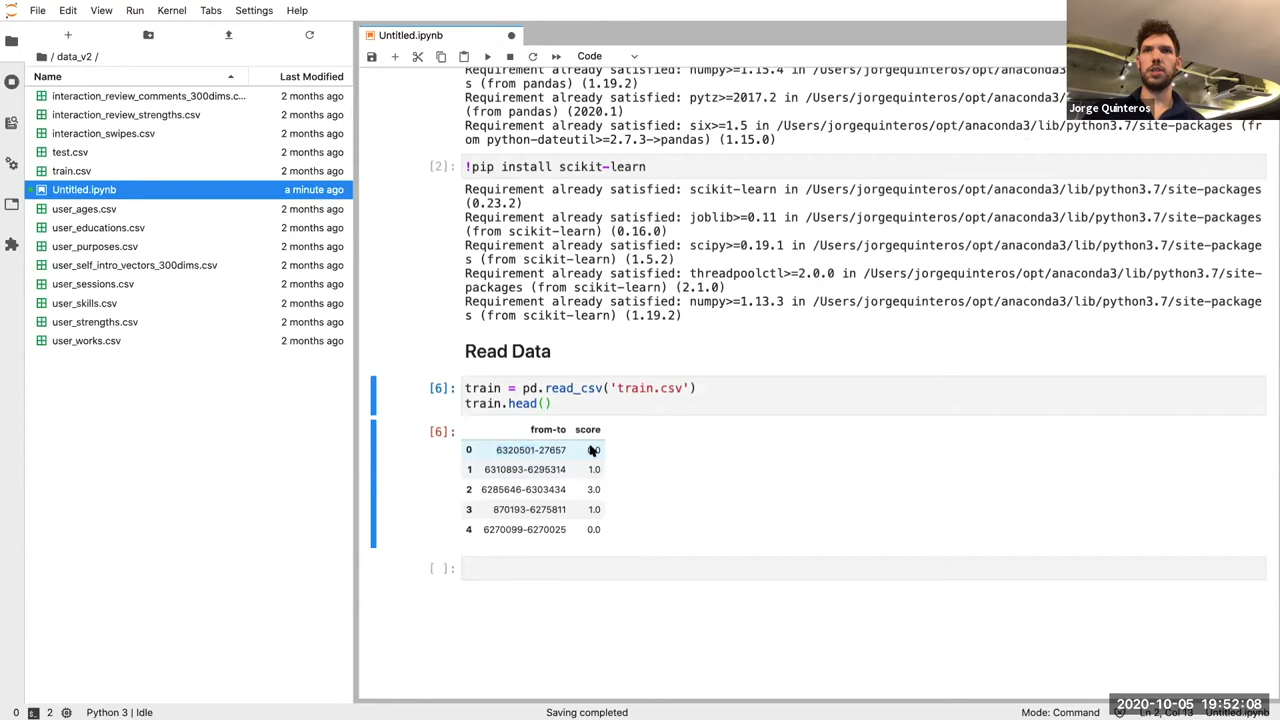 File Edit View Run Kernel Tabs Settings Help
/ data_v2 /
Name Last Modified
interaction_review_comments_300dims.c... 2 months ago
interaction_review_strengths.csv 2 months ago
interaction_swipes.csv 2 months ago
test.csv 2 months ago
train.csv 2 months ago
Untitled.ipynb a minute ago
user_ages.csv 2 months ago
user_educations.csv 2 months ago
user_purposes.csv 2 months ago
user_self_intro_vectors_300dims.csv 2 months ago
user_sessions.csv 2 months ago
user_skills.csv 2 months ago
user_strengths.csv 2 months ago
user_works.csv 2 months ago
Untitled.ipynb
Code
Requirement already satisfied: numpy>=1.15.4 in /Users/jorgequinteros/opt/anaconda3/
s (from pandas) (1.19.2)
Requirement already satisfied: pytz>=2017.2 in /Users/jorgequinteros/opt/anaconda3/
s (from pandas) (2020.1)
Requirement already satisfied: six>=1.5 in /Users/jorgequinteros/opt/anaconda3/lib/python3.7/site-packages (fr
om python-dateutil>=2.7.3->pandas) (1.15.0)
[2]: !pip install scikit-learn
Requirement already satisfied: scikit-learn in /Users/jorgequinteros/opt/anaconda3/lib/python3.7/site-packages
(0.23.2)
Requirement already satisfied: joblib>=0.11 in /Users/jorgequinteros/opt/anaconda3/lib/python3.7/site-packages
(from scikit-learn) (0.16.0)
Requirement already satisfied: scipy>=0.19.1 in /Users/jorgequinteros/opt/anaconda3/lib/python3.7/site-package
s (from scikit-learn) (1.5.2)
Requirement already satisfied: threadpoolctl>=2.0.0 in /Users/jorgequinteros/opt/anaconda3/lib/python3.7/site-
packages (from scikit-learn) (2.1.0)
Requirement already satisfied: numpy>=1.13.3 in /Users/jorgequinteros/opt/anaconda3/lib/python3.7/site-package
s (from scikit-learn) (1.19.2)
Read Data
[6]: train = pd.read_csv('train.csv')
train.head()
[6]: from-to score
0 6320501-27657
1 6310893-6295314 1.0
2 6285646-6303434 3.0
3 870193-6275811 1.0
4 6270099-6270025 0.0
[ ]:
Jorge Quinteros
0 2 Python 3 | Idle Saving completed Mode: Command
2020-10-05 19:52:08